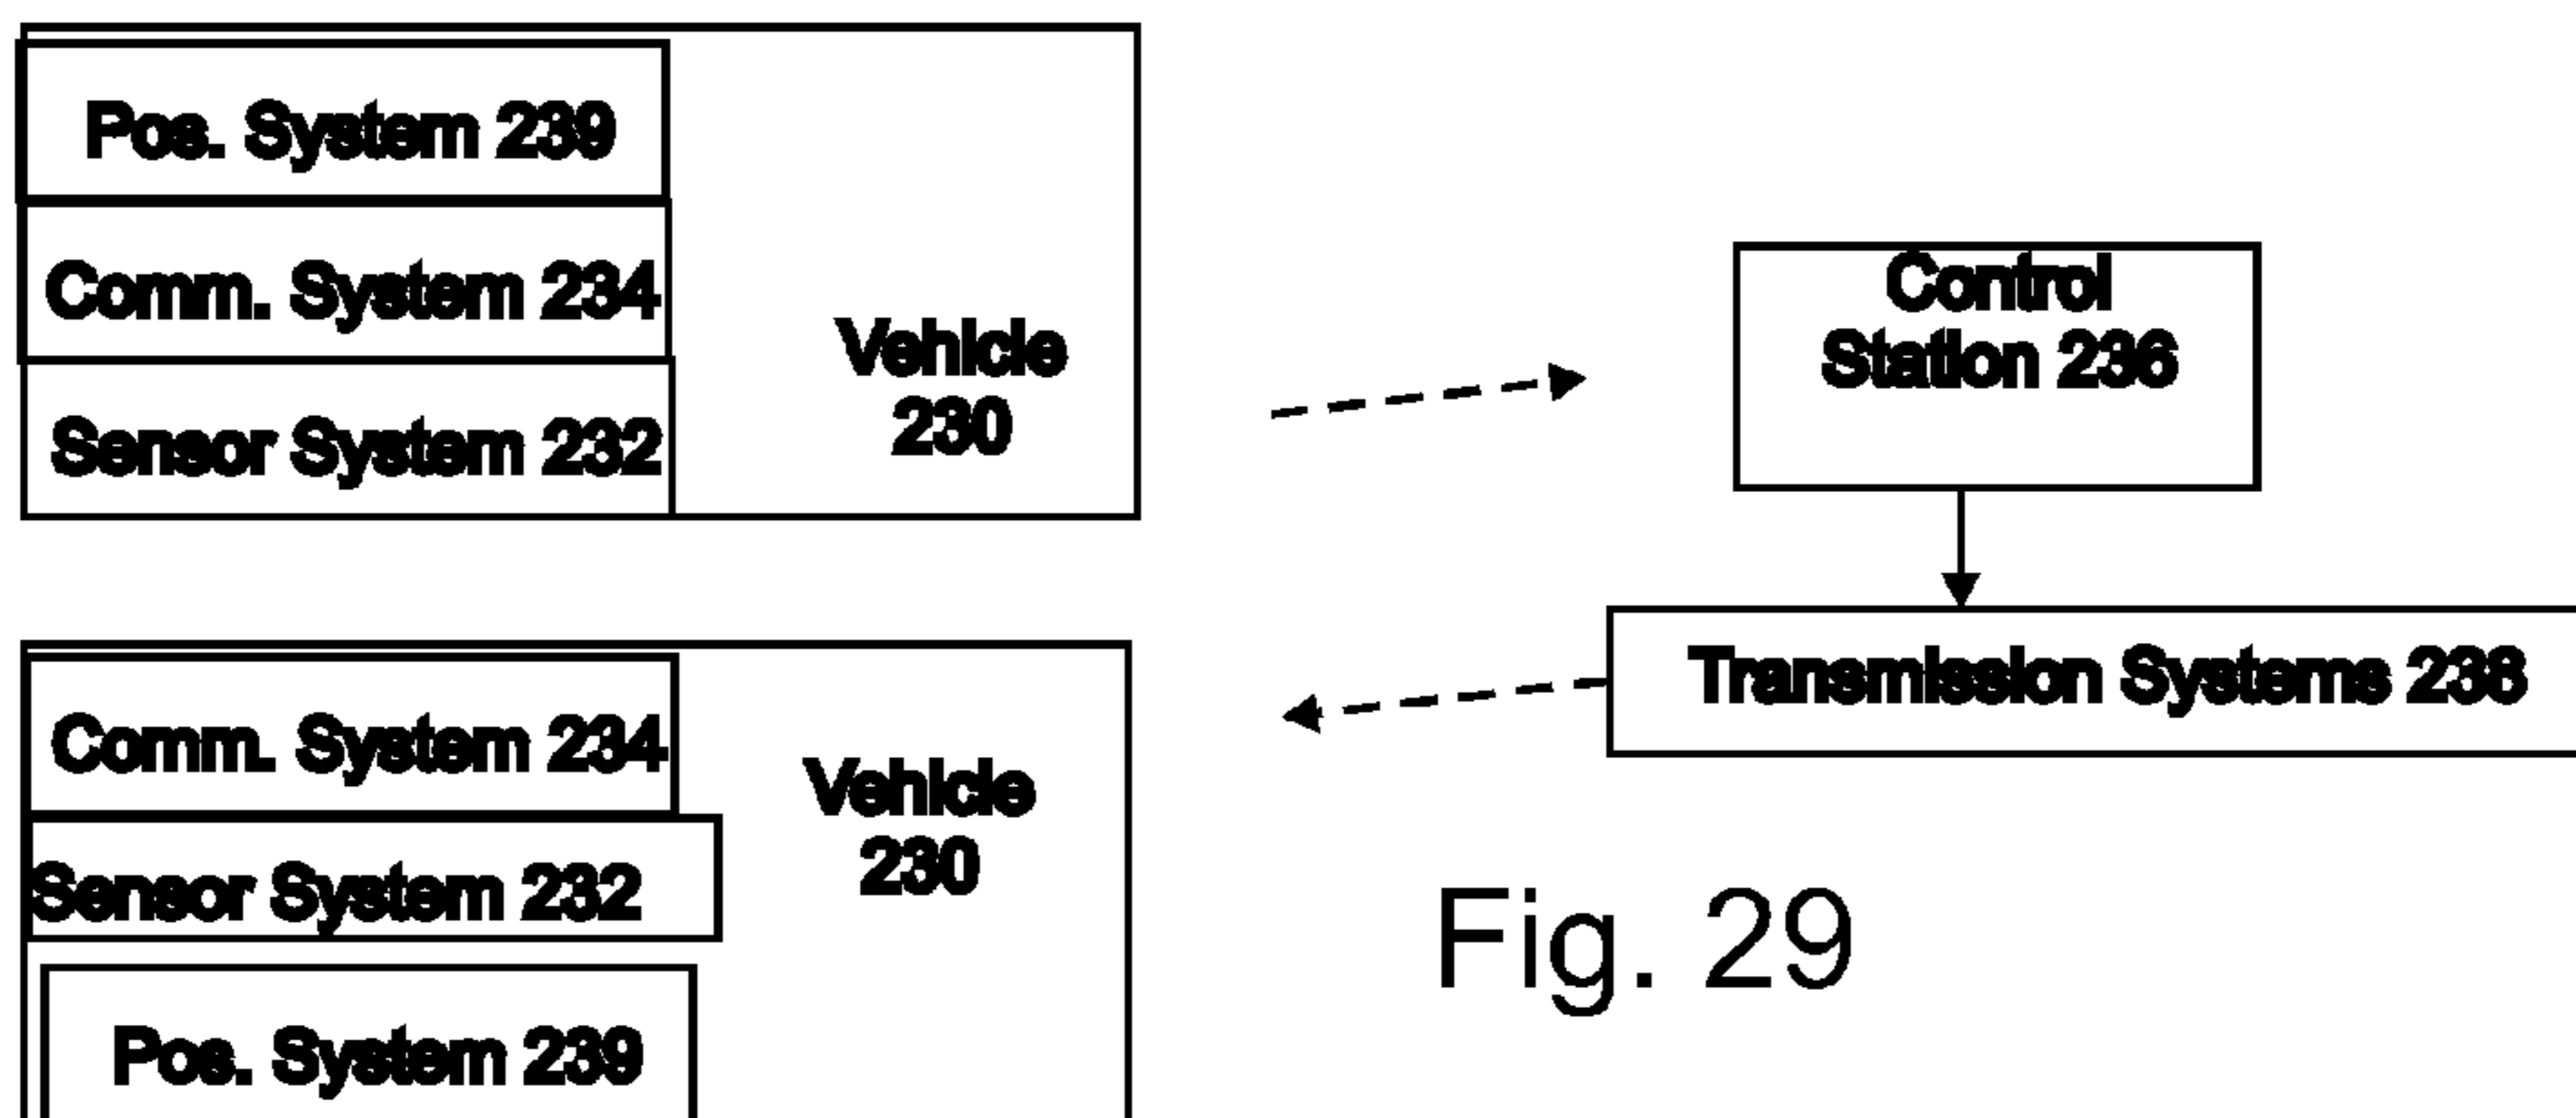 Pos. System 239
Comm. System 234
Sensor System 232
Vehicle
230
Control
Station 236
Transmission Systems 238
Comm. System 234
Sensor System 232
Pos. System 239
Vehicle
230
Fig. 29